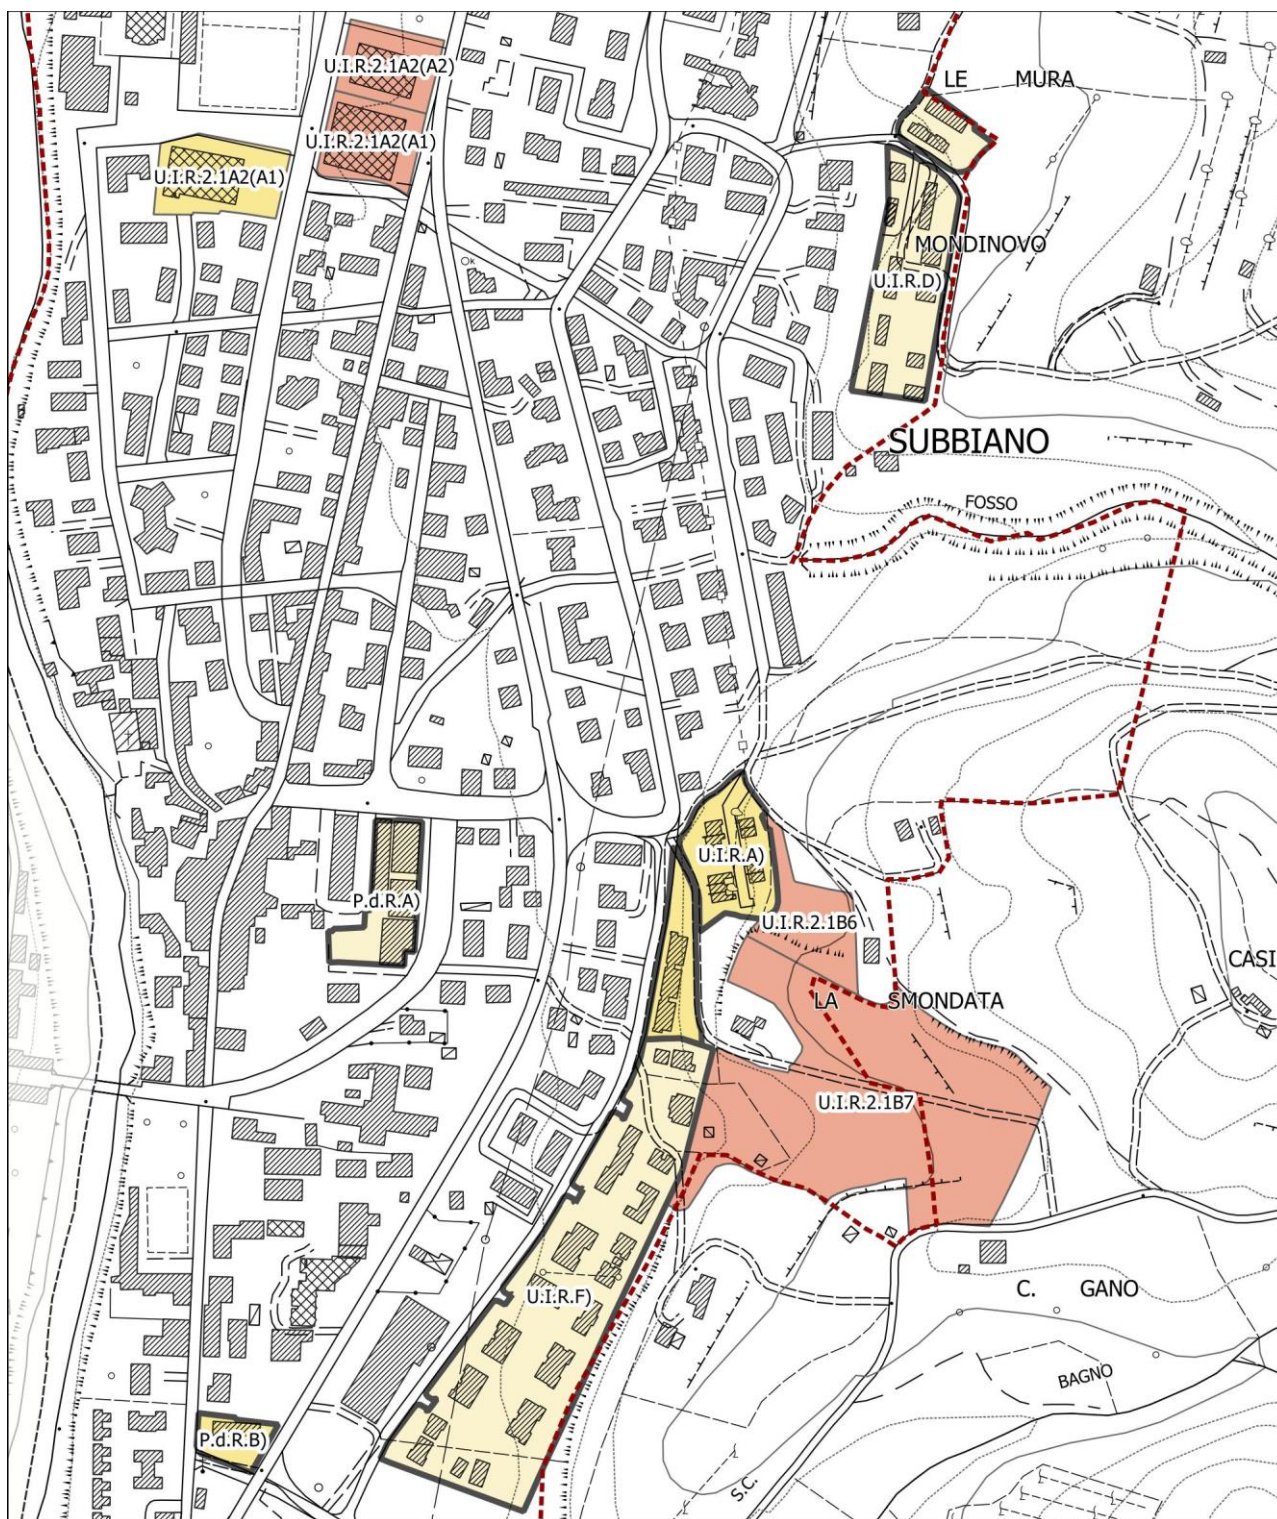 U.I.R.2.1A2(A2)
LE MURA
U.I.R.2.1A2(A1)
U.I.R.2.1A2(A1)
MONDINOVO
U.I.R.D)
SUBBIANO
FOSSO
U.I.R.A)
P.d.R.A)
U.I.R.2.1B6
CASI
LA SMONDATA
U.I.R.2.1B7
C. GANO
U.I.R.F)
BAGNO
P.d.R.B)
S.C.